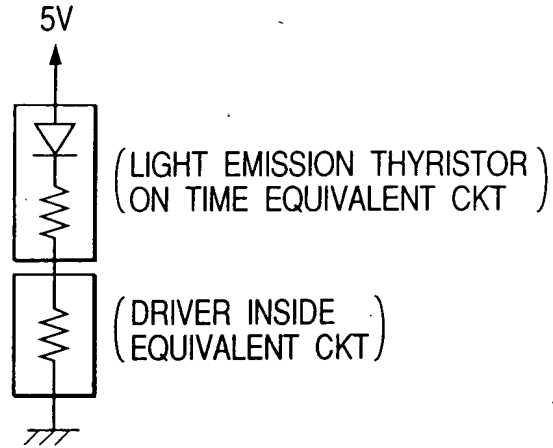 5V
(LIGHT EMISSION THYRISTOR
ON TIME EQUIVALENT CKT)
(DRIVER INSIDE
EQUIVALENT CKT)